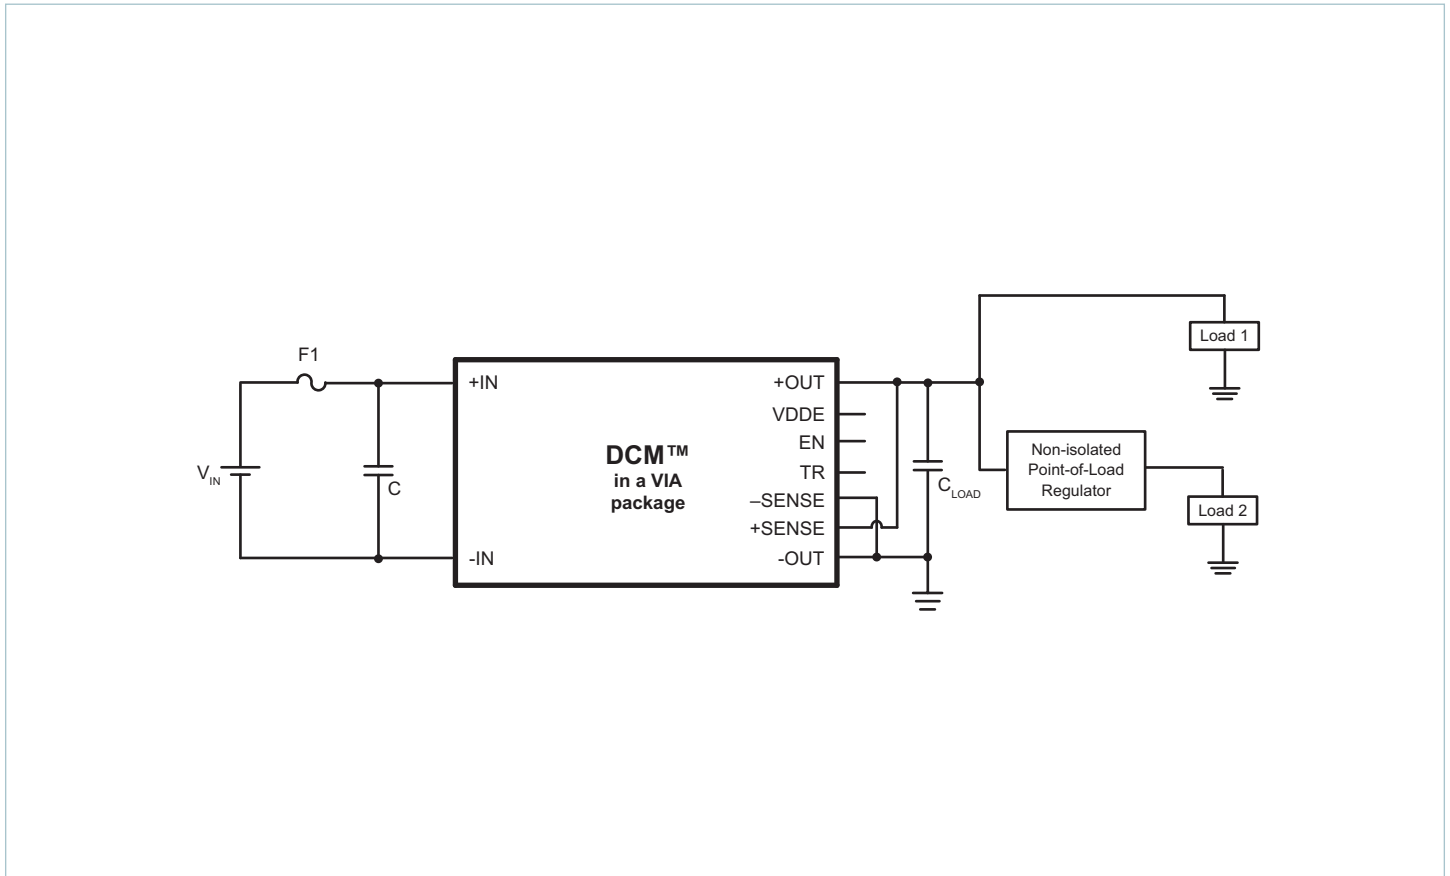 F1
V_IN
C
+IN
-IN
DCM™
in a VIA
package
+OUT
VDDE
EN
TR
–SENSE
+SENSE
-OUT
C_LOAD
Non-isolated
Point-of-Load
Regulator
Load 1
Load 2